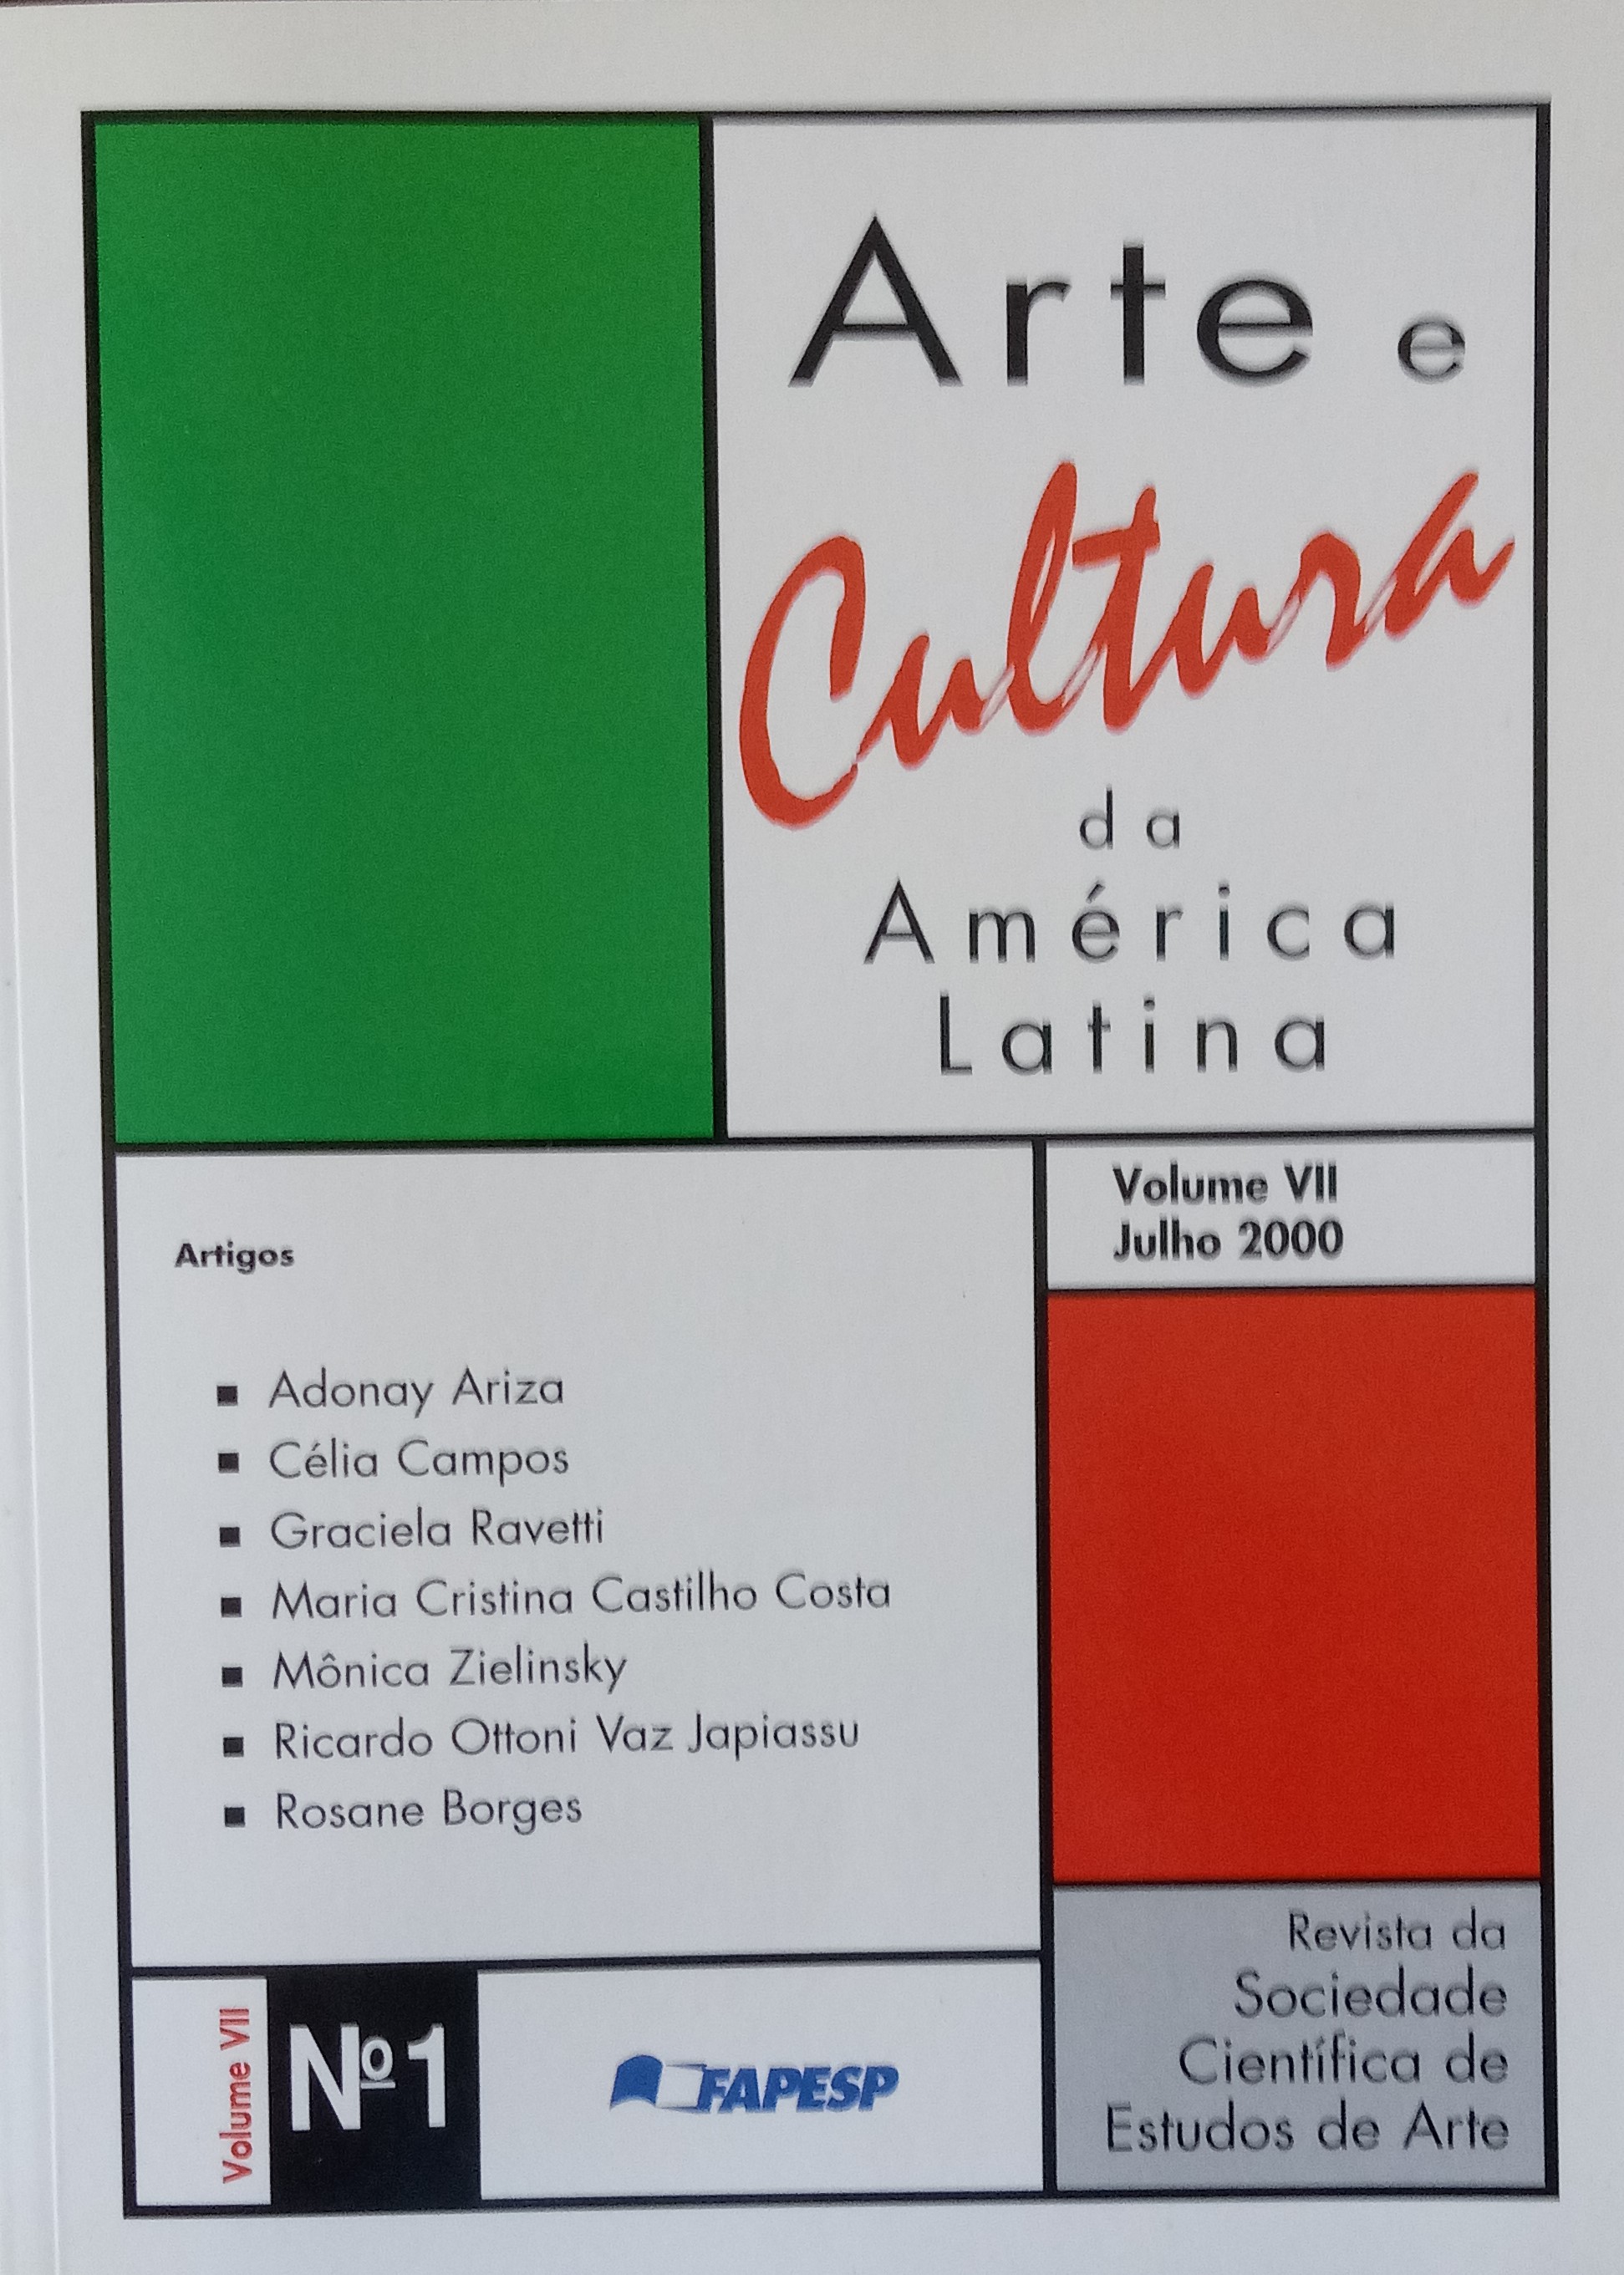 Arte e
Cultura
da
América
Latina
Volume VII
Julho 2000
Artigos
Adonay Ariza
Célia Campos
Graciela Ravetti
Maria Cristina Castilho Costa
Mônica Zielinsky
Ricardo Ottoni Vaz Japiassu
Rosane Borges
Volume VII
Nº1
FAPESP
Revista da
Sociedade
Científica de
Estudos de Arte